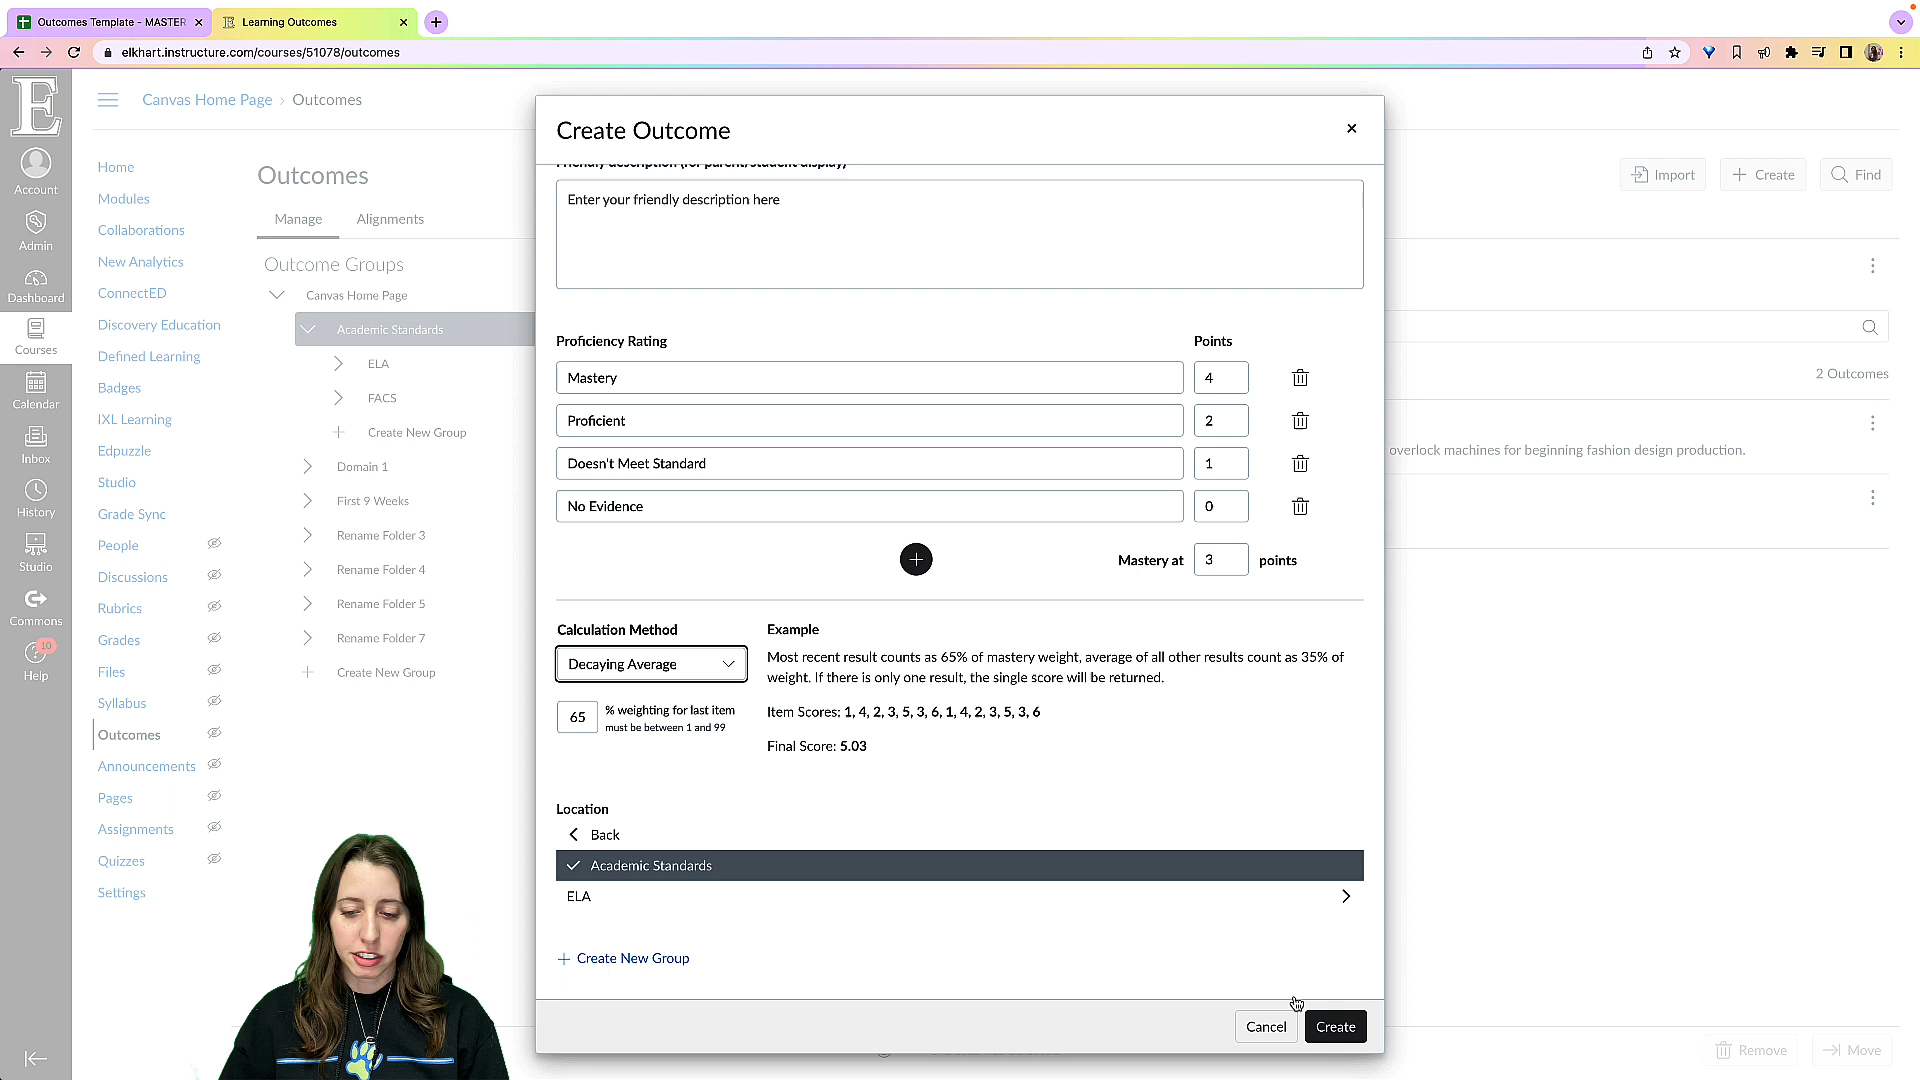 Outcomes Template - MASTER
Learning Outcomes
elkhart.instructure.com/courses/51078/outcomes
E
Account
Admin
Dashboard
Courses
Calendar
Inbox
History
Studio
Commons
10
Help
Canvas Home Page > Outcomes
Home
Modules
Collaborations
New Analytics
ConnectED
Discovery Education
Defined Learning
Badges
IXL Learning
Edpuzzle
Studio
Grade Sync
People
Discussions
Rubrics
Grades
Files
Syllabus
Outcomes
Announcements
Pages
Assignments
Quizzes
Settings
Outcomes
Import
Create
Find
Manage
Alignments
Outcome Groups
Canvas Home Page
Academic Standards
ELA
FACS
Create New Group
Domain 1
First 9 Weeks
Rename Folder 3
Rename Folder 4
Rename Folder 5
Rename Folder 7
Create New Group
Create Outcome
Friendly description (for parent/student display)
Enter your friendly description here
Proficiency Rating Points
Mastery 4
Proficient 2
Doesn't Meet Standard 1
No Evidence 0
Mastery at 3 points
Calculation Method
Decaying Average
65 % weighting for last item
must be between 1 and 99
Example
Most recent result counts as 65% of mastery weight, average of all other results count as 35% of
weight. If there is only one result, the single score will be returned.
Item Scores: 1, 4, 2, 3, 5, 3, 6, 1, 4, 2, 3, 5, 3, 6
Final Score: 5.03
Location
Back
Academic Standards
ELA
Create New Group
Cancel
Create
2 Outcomes
overlock machines for beginning fashion design production.
Remove
Move